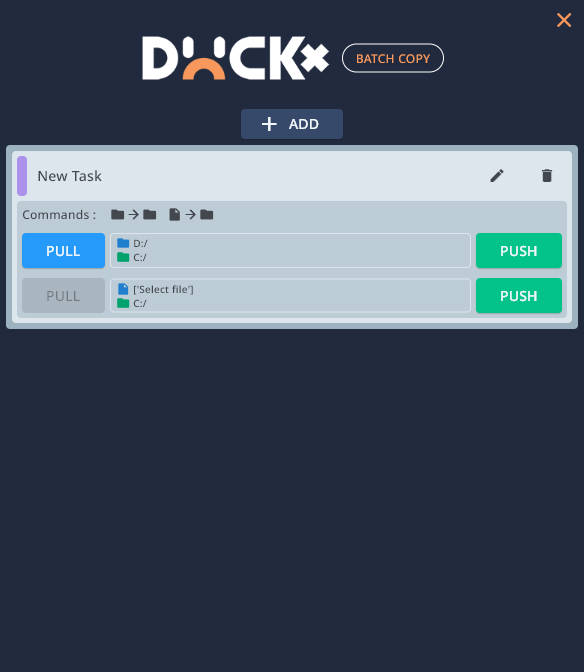 DUCKX
BATCH COPY
ADD
New Task
Commands :
PULL
D:/
C:/
PUSH
PULL
['Select file']
C:/
PUSH